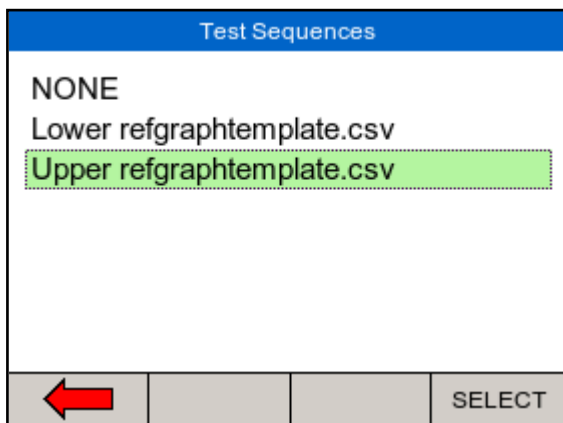 Test Sequences
NONE
Lower refgraphtemplate.csv
Upper refgraphtemplate.csv
SELECT